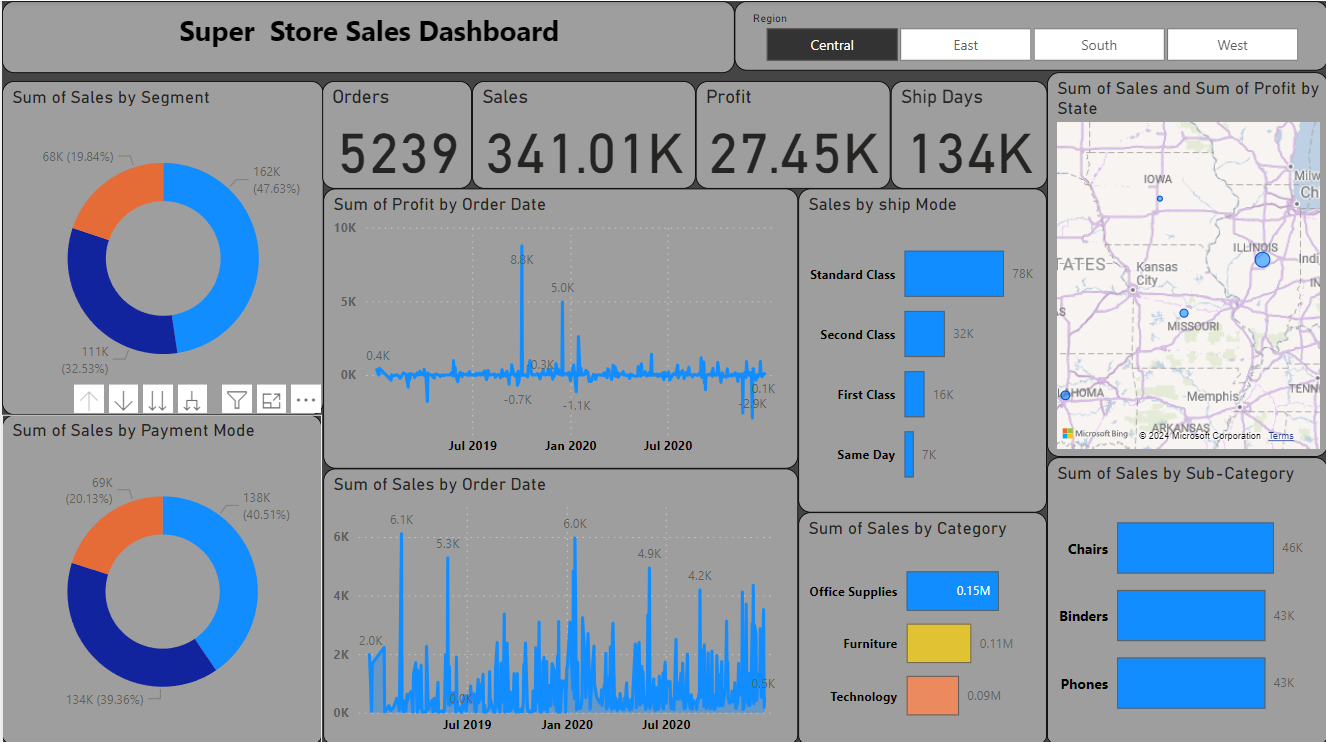 Super  Store Sales Dashboard
Region
Central
East
South
West
Sum of Sales by Segment
68K (19.84%)
162K
(47.63%)
111K
(32.53%)
Orders
5239
Sales
341.01K
Profit
27.45K
Ship Days
134K
Sum of Sales and Sum of Profit by
State
IOWA
Milw
Ch
ILLINOIS
TATES
Kansas
City
Indi
IN
MISSOURI
AS
LAHOMA
Memphis
TENN
ARKANSAS
Microsoft Bing
© 2024 Microsoft Corporation
Terms
Sum of Profit by Order Date
10K
5K
0K
0.4K
8.8K
5.0K
0.3K
-0.7K
-1.1K
0.1K
-2.9K
Jul 2019
Jan 2020
Jul 2020
Sales by ship Mode
Standard Class
78K
Second Class
32K
First Class
16K
Same Day
7K
Sum of Sales by Payment Mode
69K
(20.13%)
138K
(40.51%)
134K (39.36%)
Sum of Sales by Order Date
6K
4K
2K
0K
2.0K
6.1K
5.3K
0.0K
6.0K
4.9K
4.2K
0.5K
Jul 2019
Jan 2020
Jul 2020
Sum of Sales by Category
Office Supplies
0.15M
Furniture
0.11M
Technology
0.09M
Sum of Sales by Sub-Category
Chairs
46K
Binders
43K
Phones
43K